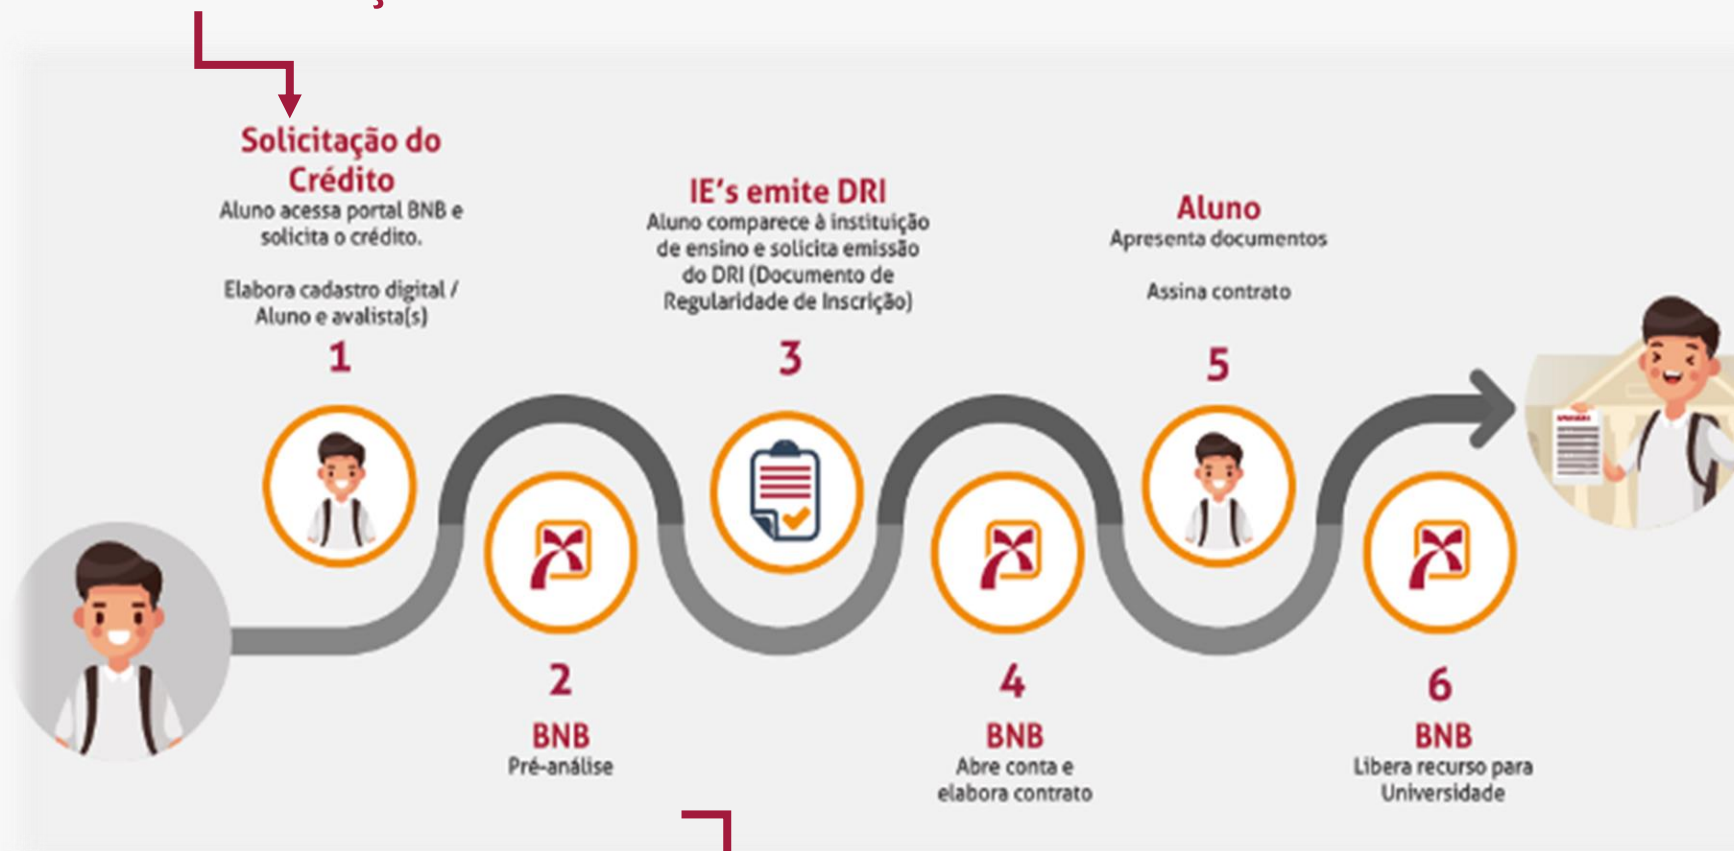 Solicitação do
Crédito
Aluno acessa portal BNB e
solicita o crédito.
Elabora cadastro digital /
Aluno e avalista(s)
1
2
BNB
Pré-análise
IE's emite DRI
Aluno comparece à instituição
de ensino e solicita emissão
do DRI (Documento de
Regularidade de Inscrição)
3
4
BNB
Abre conta e
elabora contrato
Aluno
Apresenta documentos
Assina contrato
5
6
BNB
Libera recurso para
Universidade